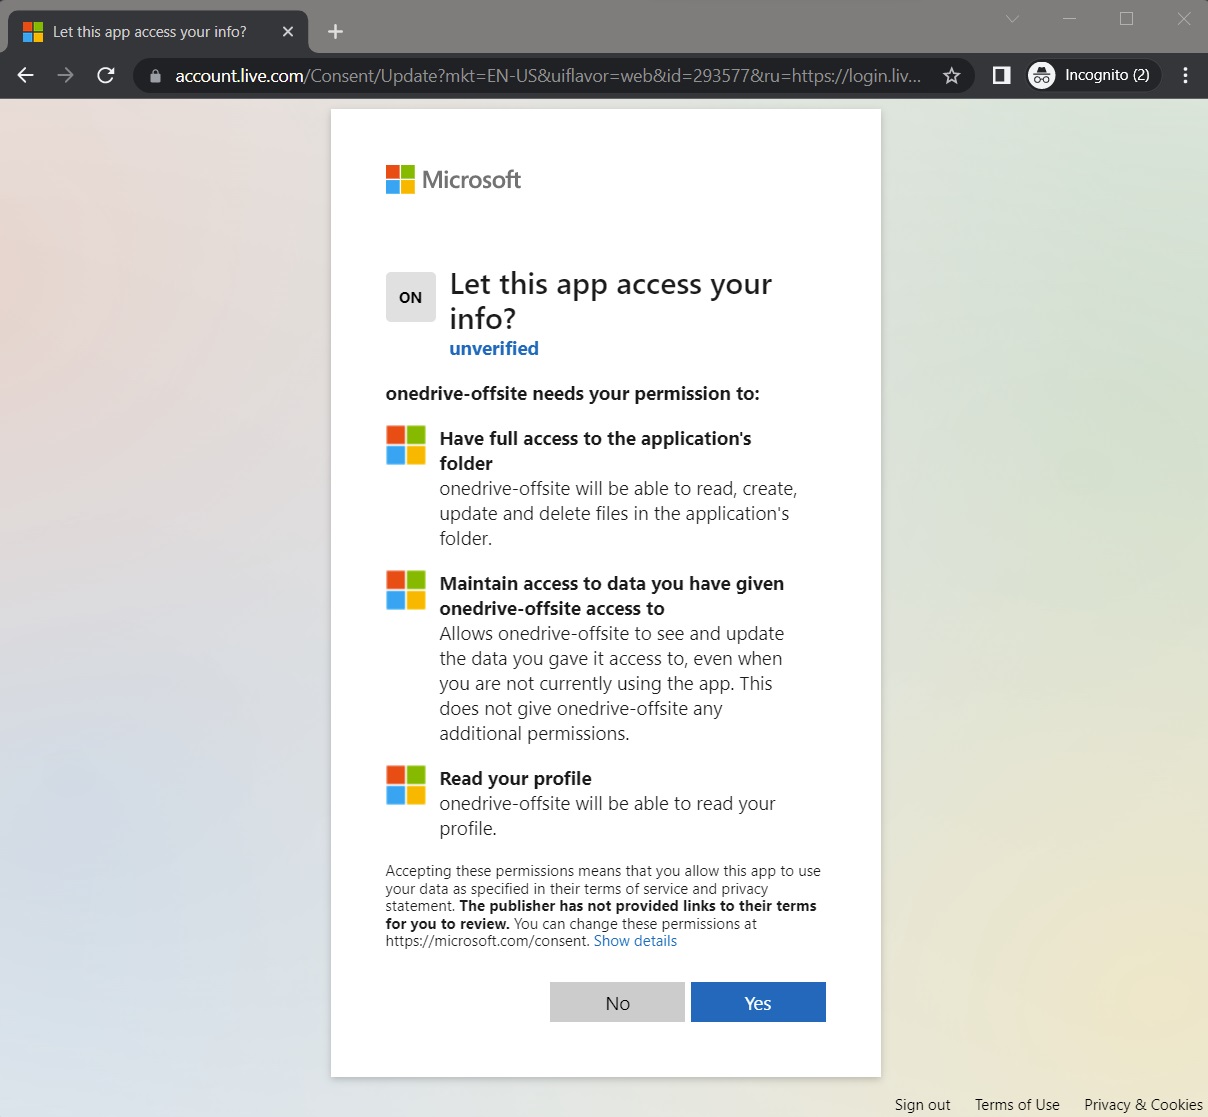 Let this app access your info?
account.live.com/Consent/Update?mkt=EN-US&uiflavor=web&id=293577&ru=https://login.liv...
Incognito (2)
Microsoft
ON
Let this app access your
info?
unverified
onedrive-offsite needs your permission to:
Have full access to the application's
folder
onedrive-offsite will be able to read, create,
update and delete files in the application's
folder.
Maintain access to data you have given
onedrive-offsite access to
Allows onedrive-offsite to see and update
the data you gave it access to, even when
you are not currently using the app. This
does not give onedrive-offsite any
additional permissions.
Read your profile
onedrive-offsite will be able to read your
profile.
Accepting these permissions means that you allow this app to use
your data as specified in their terms of service and privacy
statement. The publisher has not provided links to their terms
for you to review. You can change these permissions at
https://microsoft.com/consent. Show details
No
Yes
Sign out
Terms of Use
Privacy & Cookies